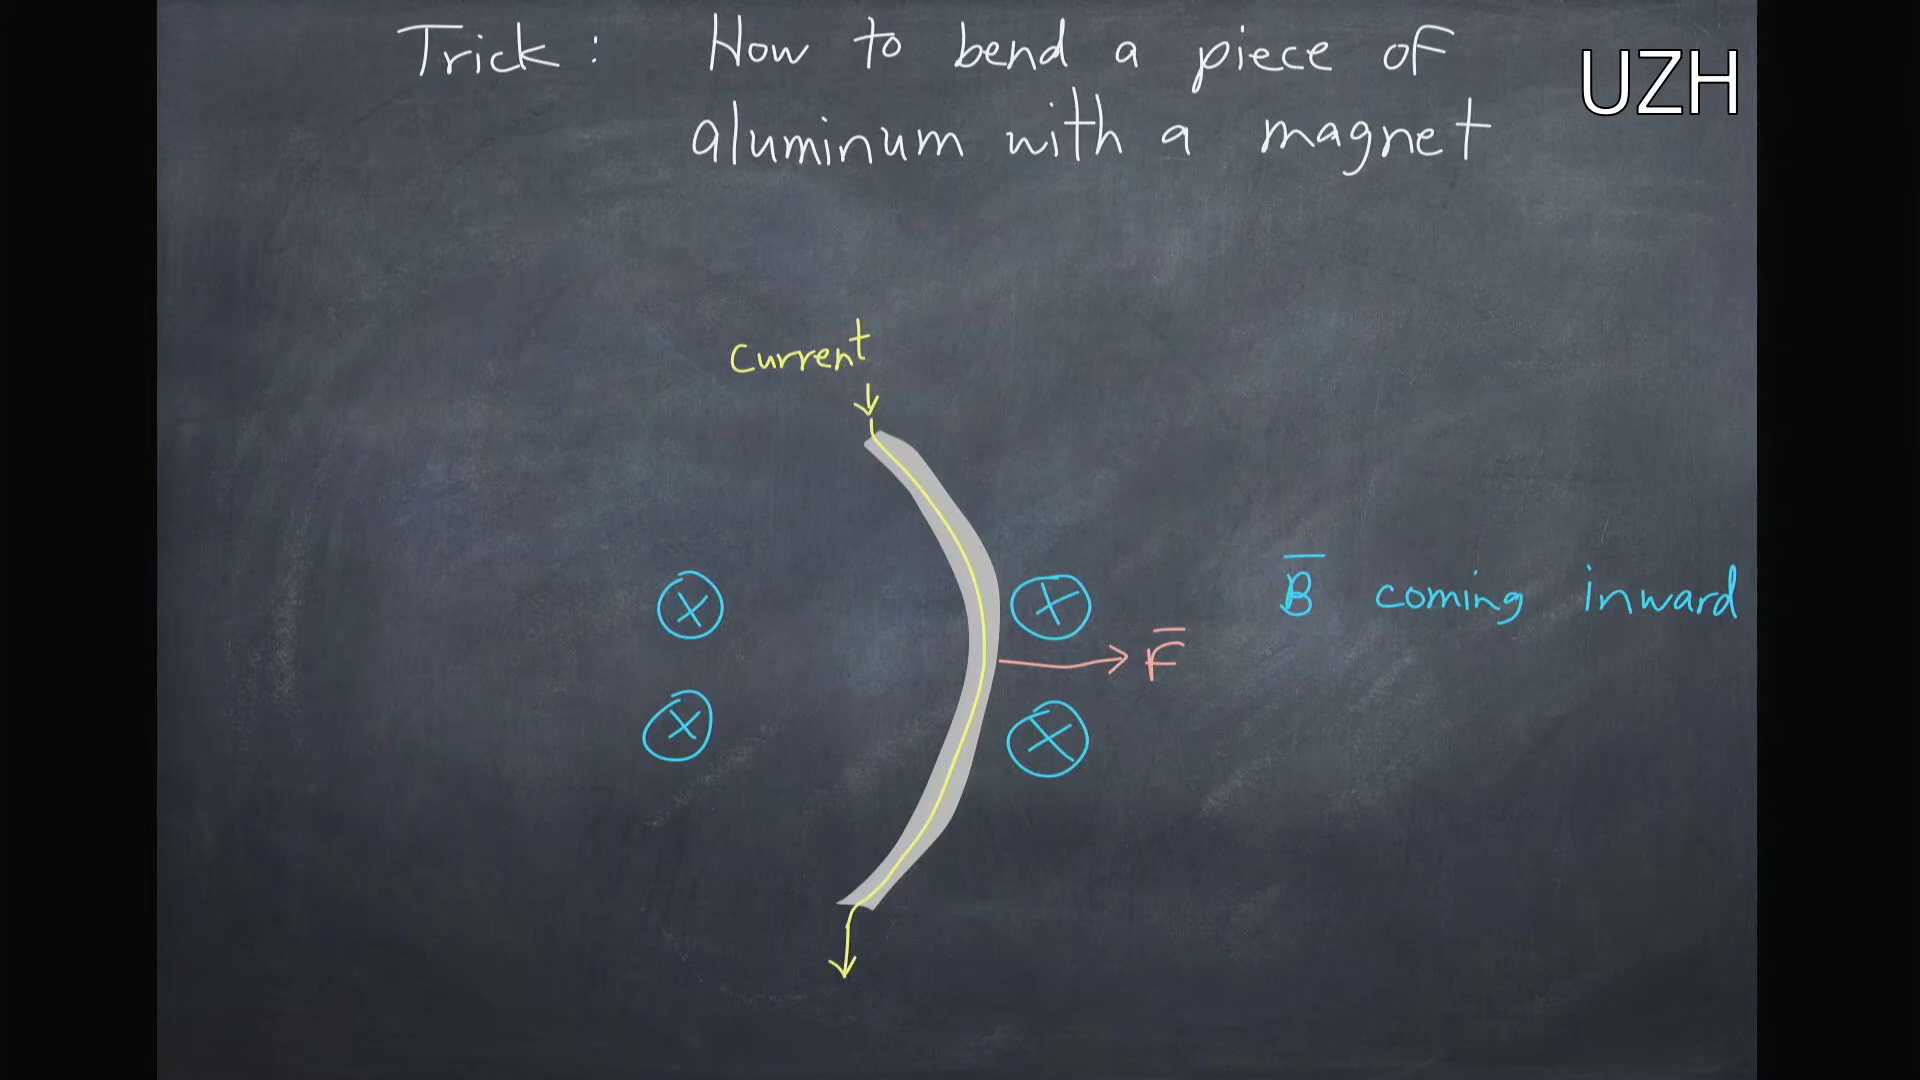 Trick: How to bend a piece of
aluminum with a magnet
UZH
Current
B̅ coming inward
F̅